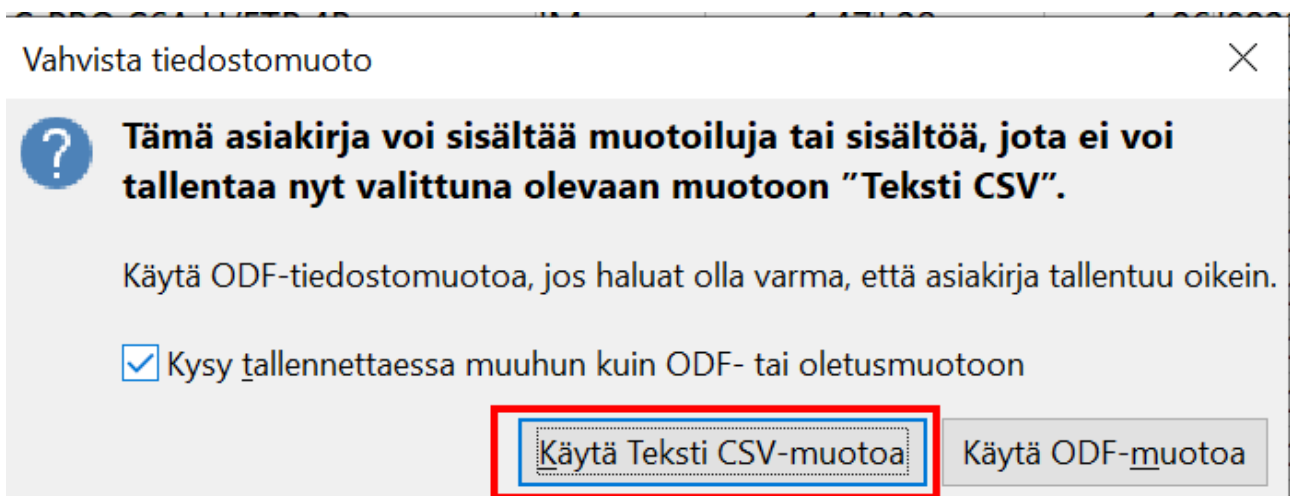 Vahvista tiedostomuoto
Tämä asiakirja voi sisältää muotoiluja tai sisältöä, jota ei voi
tallentaa nyt valittuna olevaan muotoon ”Teksti CSV”.
Käytä ODF-tiedostomuotoa, jos haluat olla varma, että asiakirja tallentuu oikein.
Kysy tallennettaessa muuhun kuin ODF- tai oletusmuotoon
Käytä Teksti CSV-muotoa Käytä ODF-muotoa